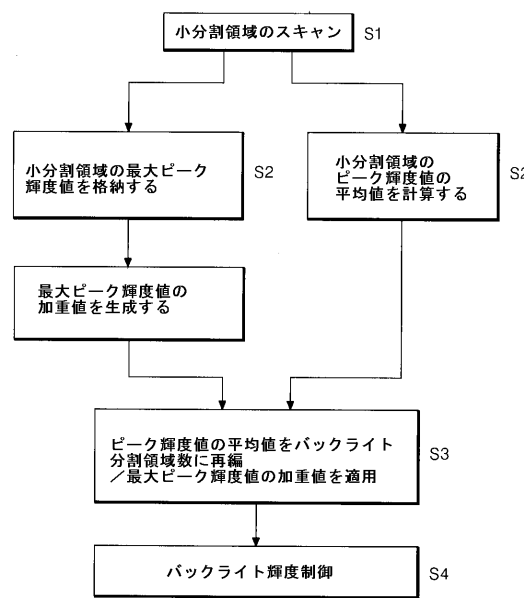 小分割領域のスキャン
S1
小分割領域の最大ピーク
輝度値を格納する
S2
小分割領域の
ピーク輝度値の
平均値を計算する
S2
最大ピーク輝度値の
加重値を生成する
ピーク輝度値の平均値をバックライト
分割領域数に再編
／最大ピーク輝度値の加重値を適用
S3
バックライト輝度制御
S4